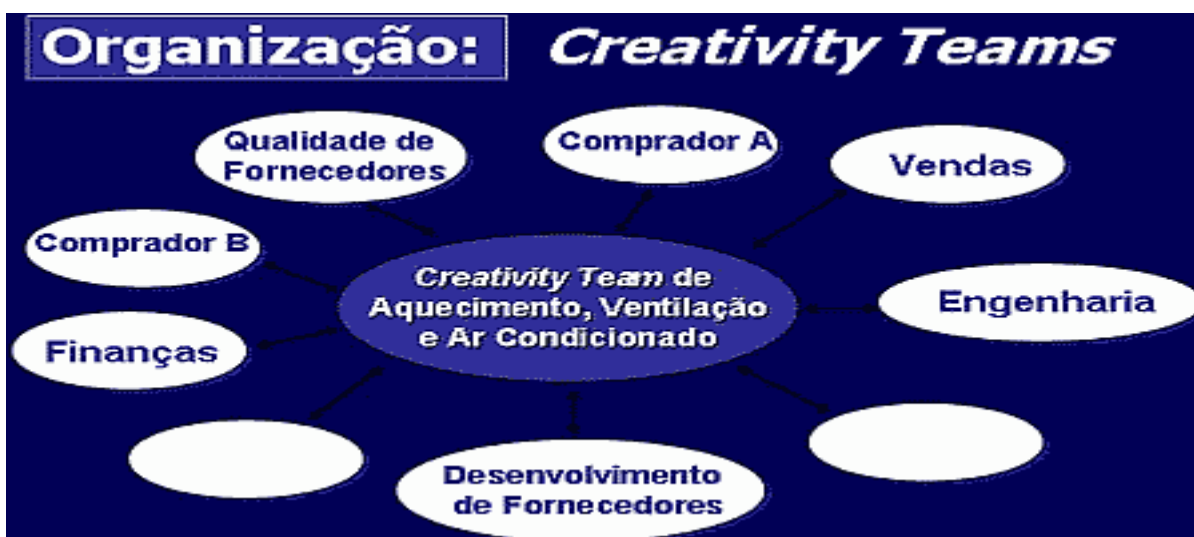 Organização: Creativity Teams
Qualidade de
Fornecedores
Comprador A
Vendas
Comprador B
Creativity Team de
Aquecimento, Ventilação
e Ar Condicionado
Engenharia
Finanças
Desenvolvimento
de Fornecedores